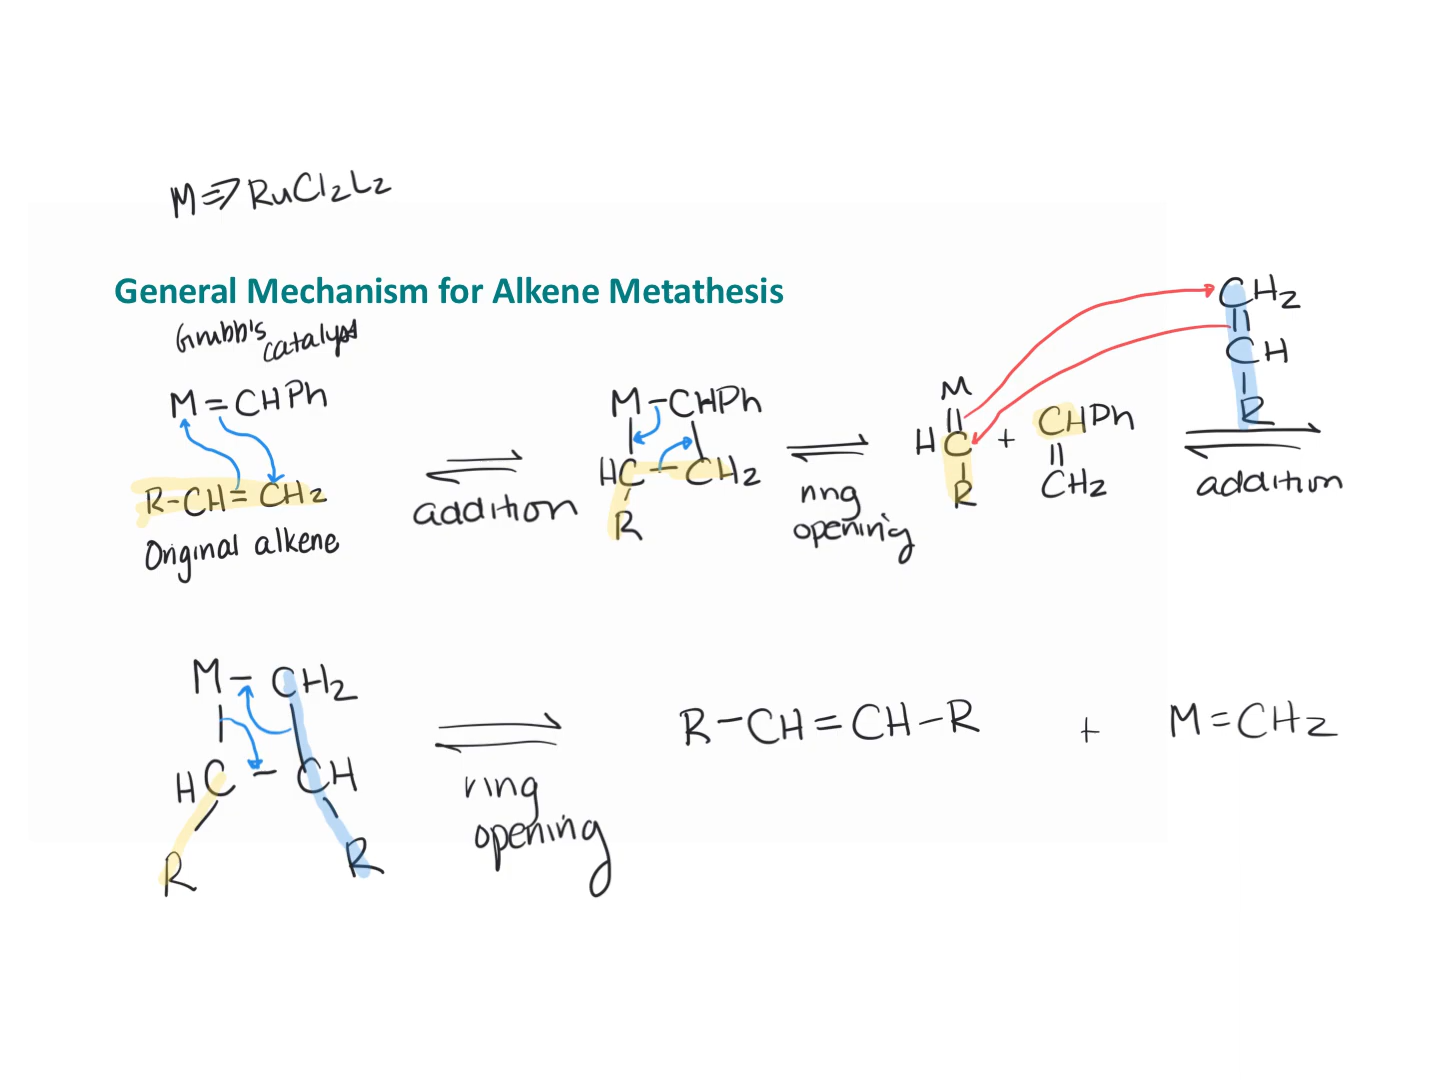 M⇒RuCl2L2
General Mechanism for Alkene Metathesis
Grubb's catalyst
M=CHPh
R-CH=CH2
Original alkene
addition
M-CHPh
HC-CH2
R
ring
opening
M
HC + CHPh
R
CH2
CH2
CH
R
addition
M-CH2
HC-CH
R
R
ring
opening
R-CH=CH-R + M=CH2